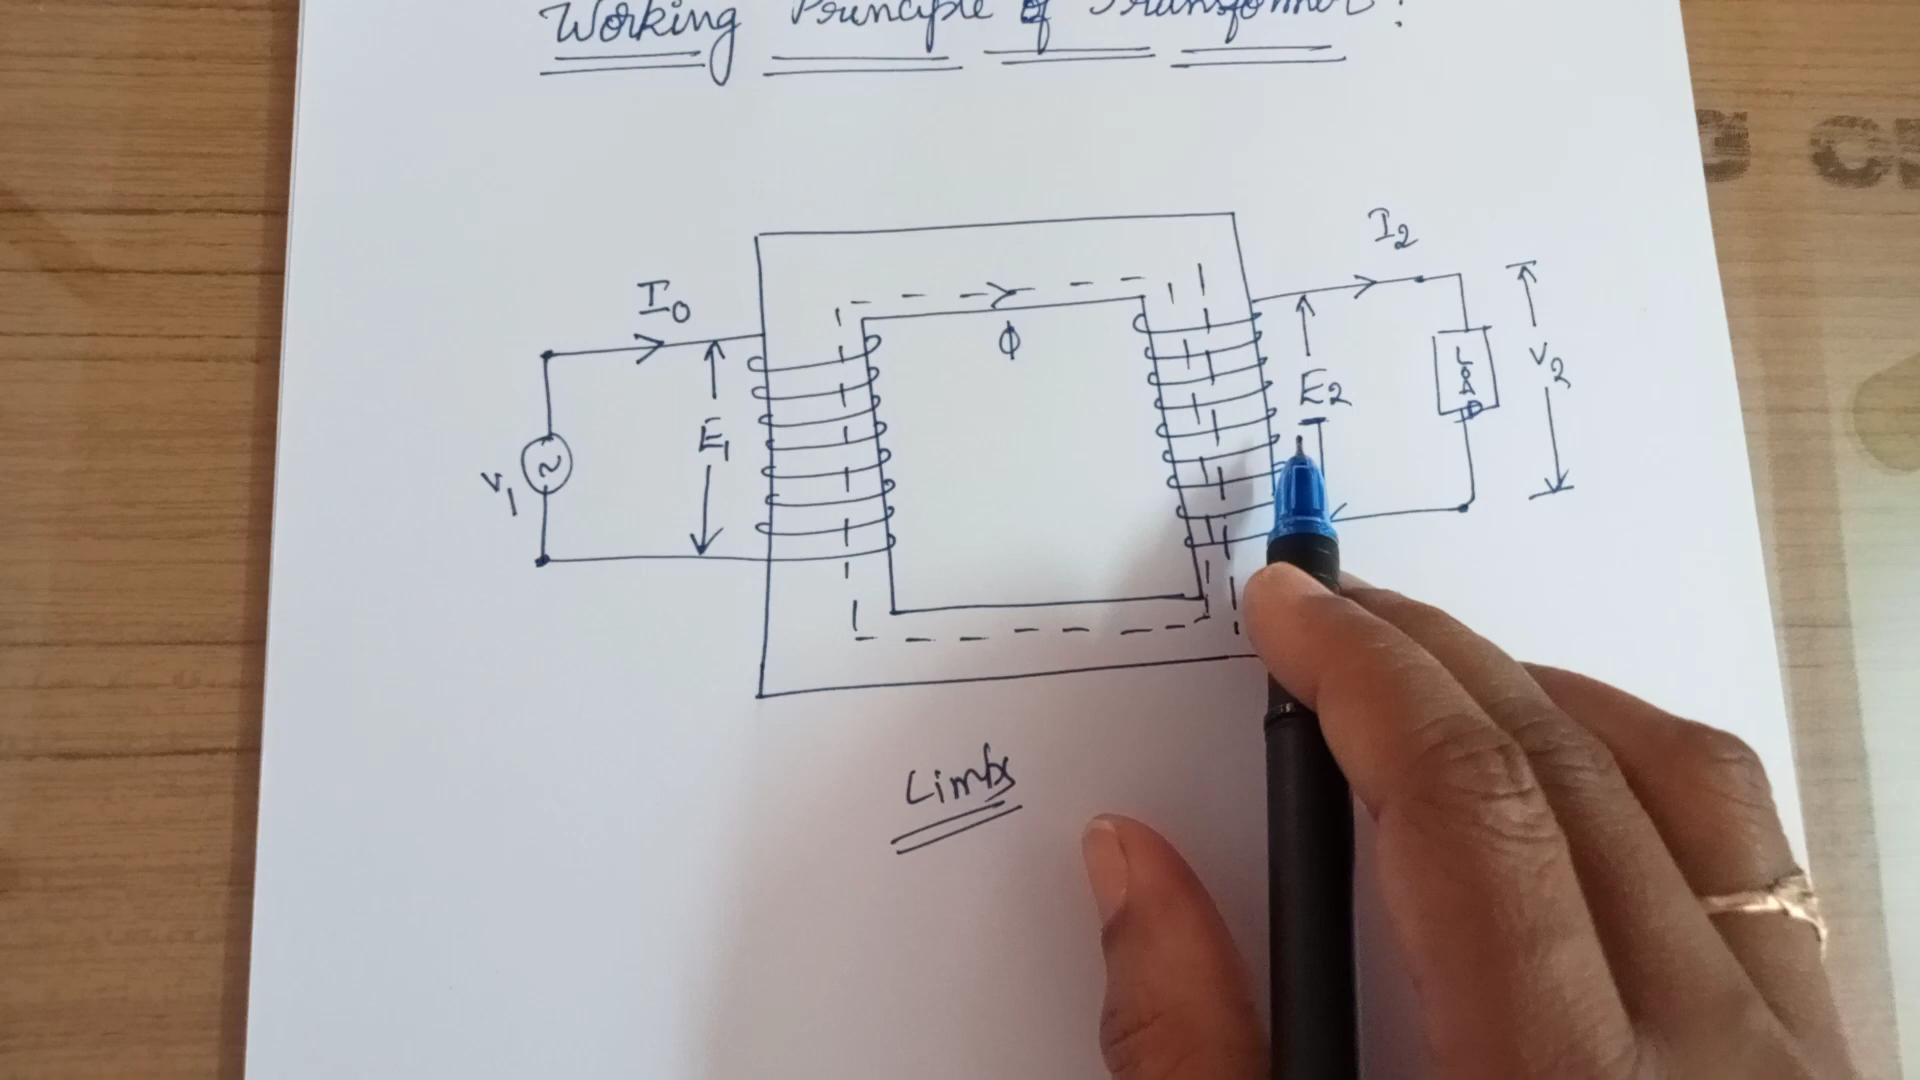 Working Principle of Transformer:
I2
I0
V2
E2
LOAD
Φ
E1
V1
Limbs